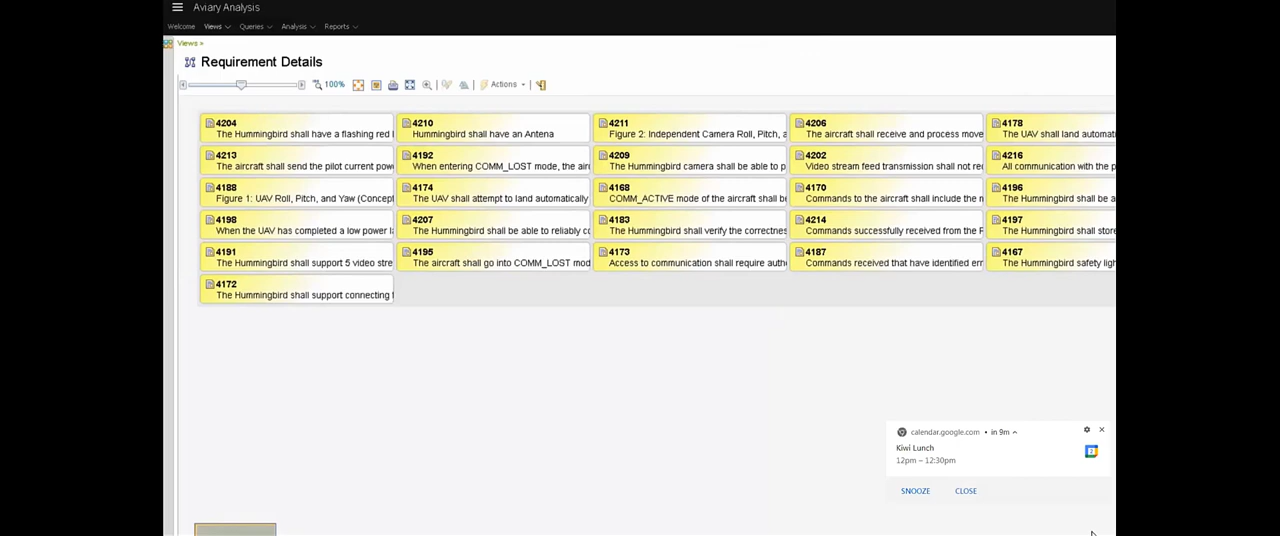 Aviary Analysis
Welcome Views Queries Analysis Reports
Views >
Requirement Details
100% Actions
4204 4210 4211 4206 4178
The Hummingbird shall have a flashing red Hummingbird shall have an Antena Figure 2: Independent Camera Roll, Pitch, The aircraft shall receive and process move The UAV shall land automati
4213 4192 4209 4202 4216
The aircraft shall send the pilot current pow When entering COMM_LOST mode, the air The Hummingbird camera shall be able to p Video stream feed transmission shall not re All communication with the p
4188 4174 4168 4170 4196
Figure 1: UAV Roll, Pitch, and Yaw (Concept The UAV shall attempt to land automatically COMM_ACTIVE mode of the aircraft shall b Commands to the aircraft shall include the The Hummingbird shall be a
4198 4207 4183 4214 4197
When the UAV has completed a low power The Hummingbird shall be able to reliably c The Hummingbird shall verify the correctne Commands successfully received from the The Hummingbird shall stor
4191 4195 4173 4187 4167
The Hummingbird shall support 5 video stre The aircraft shall go into COMM_LOST mod Access to communication shall require auth Commands received that have identified er The Hummingbird safety ligh
4172
The Hummingbird shall support connecting
calendar.google.com • in 9m
Kiwi Lunch
12pm – 12:30pm
SNOOZE CLOSE